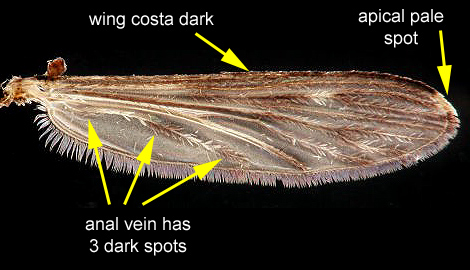 wing costa dark
apical pale
spot
anal vein has
3 dark spots